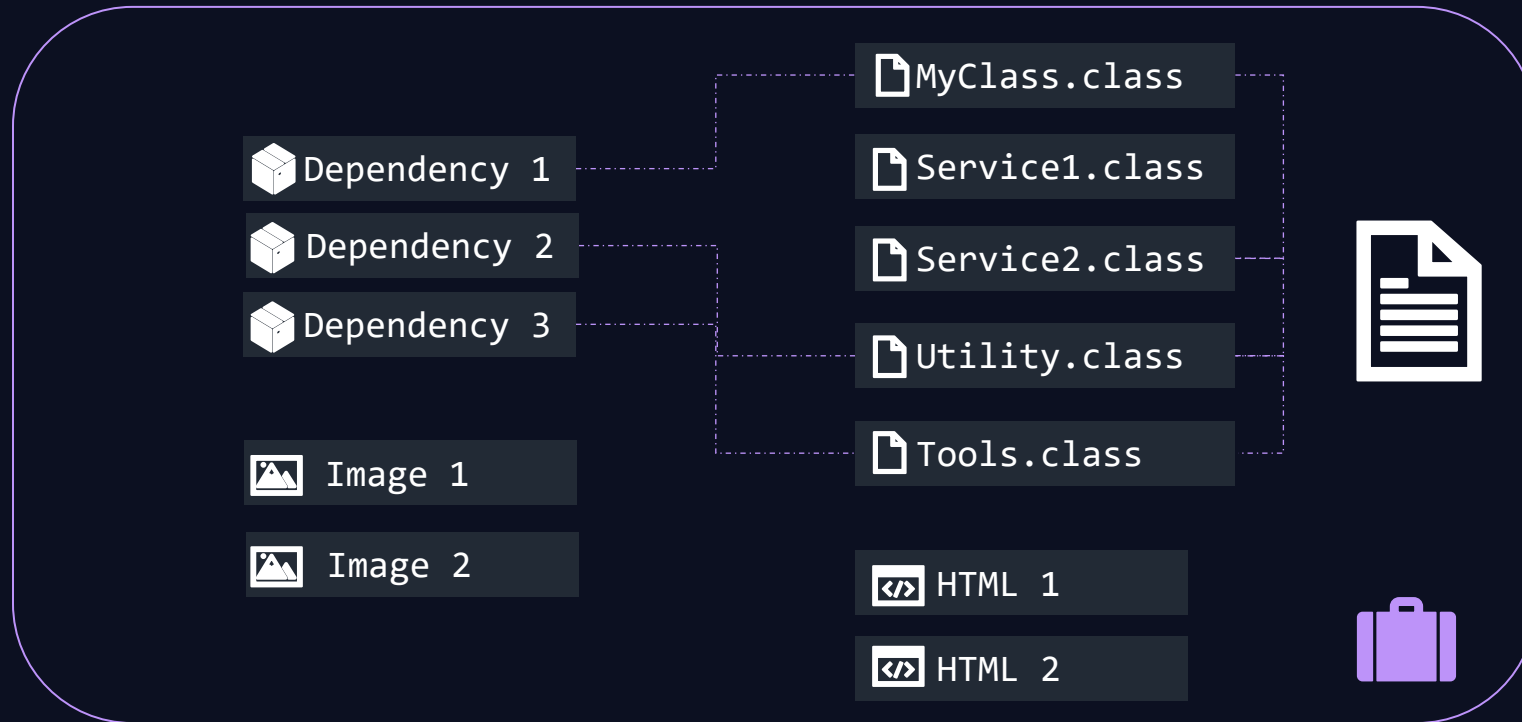 Dependency 1
Dependency 2
Dependency 3
Image 1
Image 2
MyClass.class
Service1.class
Service2.class
Utility.class
Tools.class
HTML 1
HTML 2